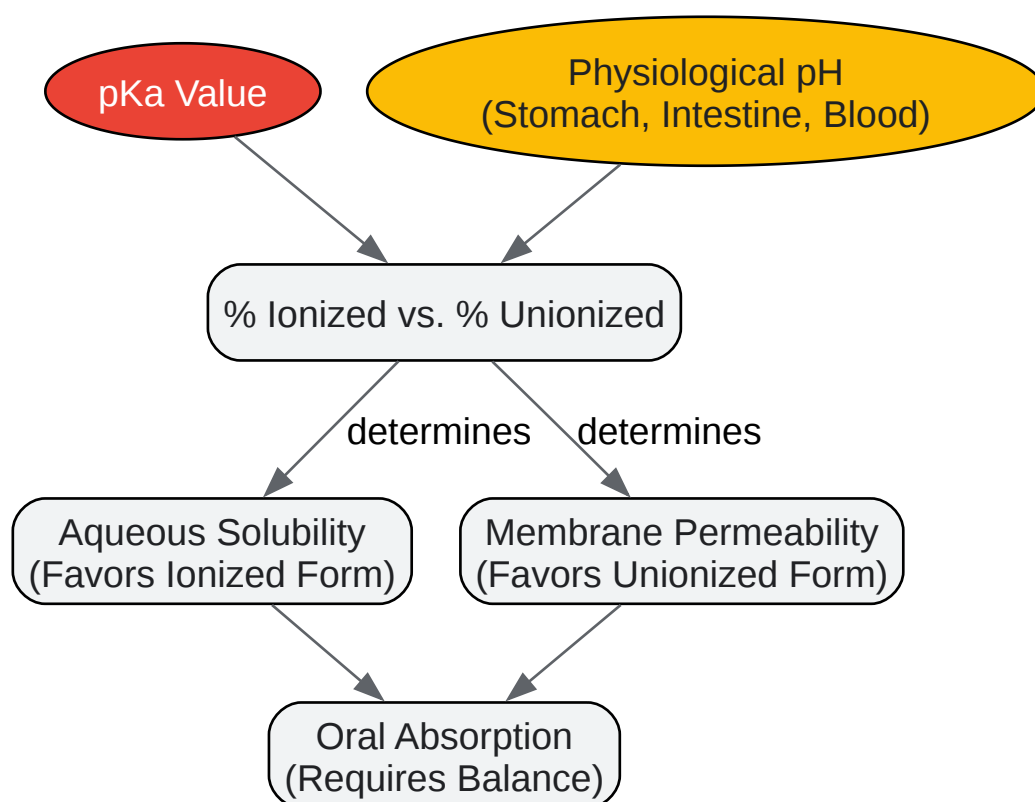 pKa Value
Physiological pH
(Stomach, Intestine, Blood)
% Ionized vs. % Unionized
determines
determines
Aqueous Solubility
(Favors Ionized Form)
Membrane Permeability
(Favors Unionized Form)
Oral Absorption
(Requires Balance)